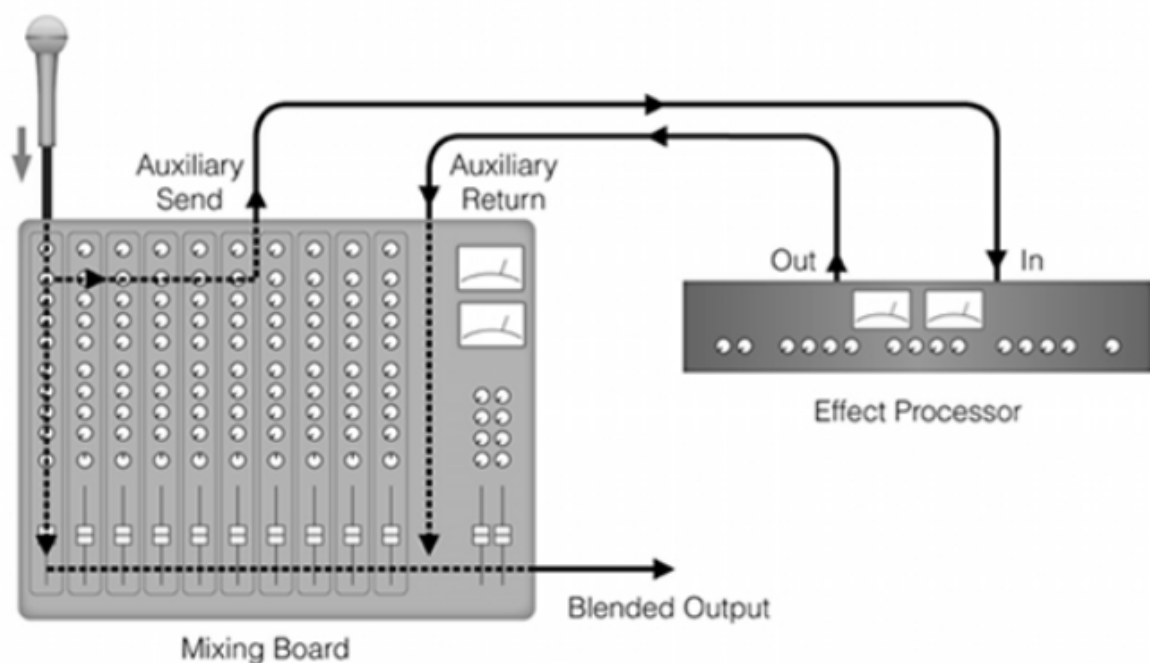 Auxiliary
Send
Auxiliary
Return
Out
In
Effect Processor
Blended Output
Mixing Board